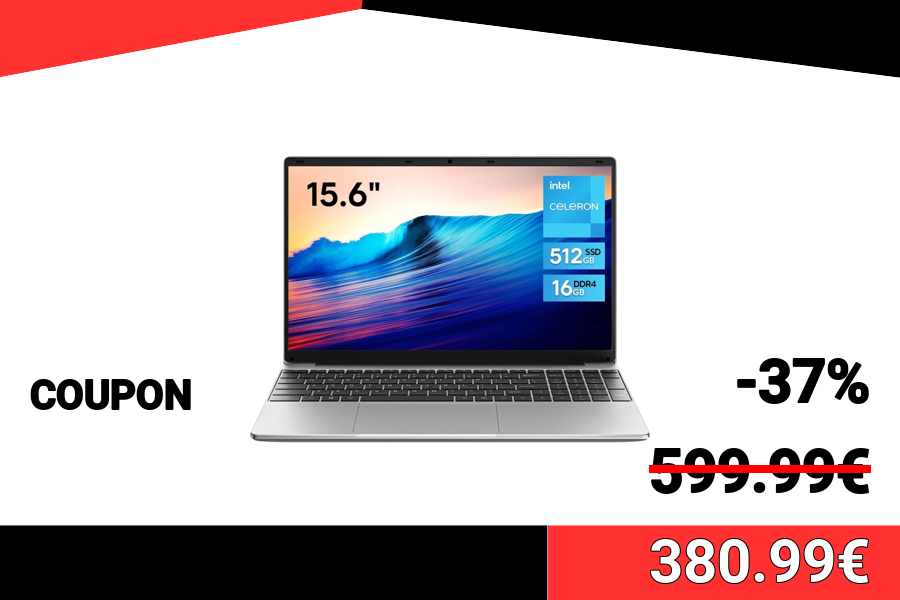 15.6"
intel
CELERON
512 SSD GB
16 DDR4 GB
COUPON
-37%
599.99€
380.99€